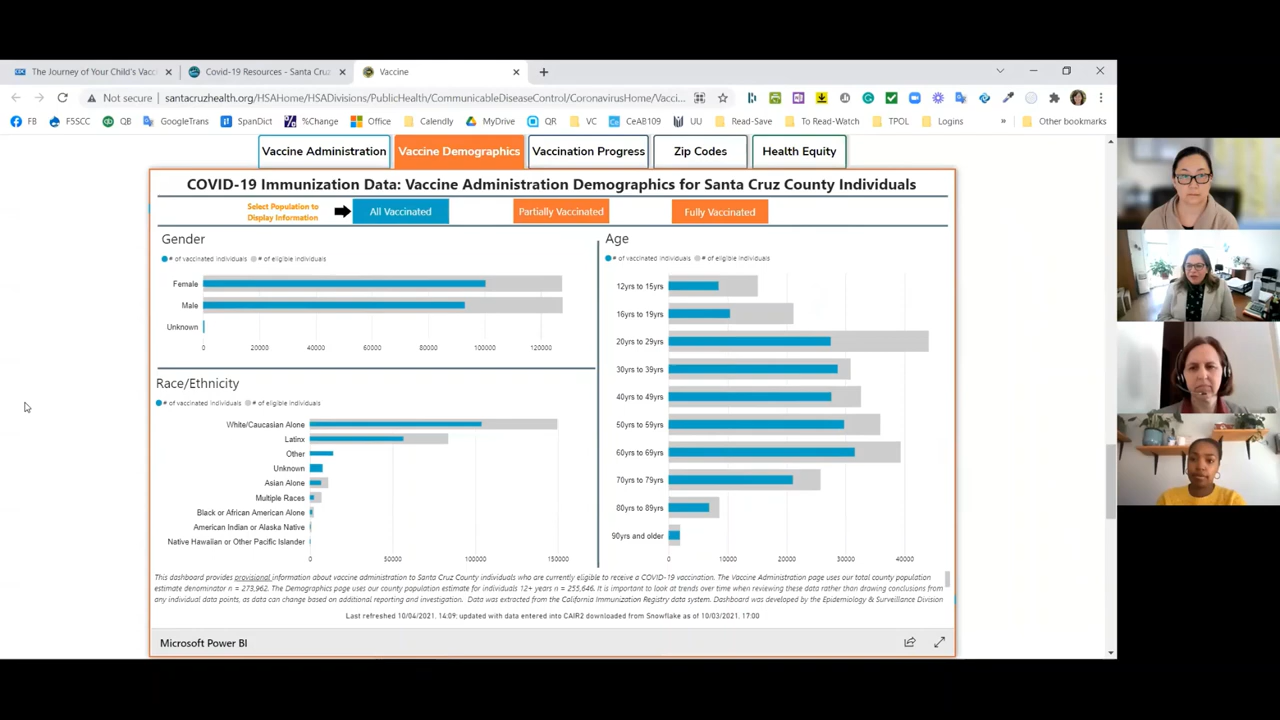 The Journey of Your Child's Vacc
Covid-19 Resources - Santa Cruz
Vaccine
Not secure
santacruzhealth.org/HSAHome/HSADivisions/PublicHealth/CommunicableDiseaseControl/CoronavirusHome/Vacci...
FB
F5SCC
QB
GoogleTrans
SpanDict
%Change
Office
Calendly
MyDrive
QR
VC
CeAB109
UU
Read-Save
To Read-Watch
TPOL
Logins
»
Other bookmarks
Vaccine Administration
Vaccine Demographics
Vaccination Progress
Zip Codes
Health Equity
COVID-19 Immunization Data: Vaccine Administration Demographics for Santa Cruz County Individuals
Select Population to
Display Information
All Vaccinated
Partially Vaccinated
Fully Vaccinated
Gender
# of vaccinated individuals # of eligible individuals
Female
Male
Unknown
0 20000 40000 60000 80000 100000 120000
Race/Ethnicity
# of vaccinated individuals # of eligible individuals
White/Caucasian Alone
Latinx
Other
Unknown
Asian Alone
Multiple Races
Black or African American Alone
American Indian or Alaska Native
Native Hawaiian or Other Pacific Islander
0 50000 100000 150000
Age
# of vaccinated individuals # of eligible individuals
12yrs to 15yrs
16yrs to 19yrs
20yrs to 29yrs
30yrs to 39yrs
40yrs to 49yrs
50yrs to 59yrs
60yrs to 69yrs
70yrs to 79yrs
80yrs to 89yrs
90yrs and older
0 10000 20000 30000 40000
This dashboard provides provisional information about vaccine administration to Santa Cruz County individuals who are currently eligible to receive a COVID-19 vaccination. The Vaccine Administration page uses our total county population
estimate denominator n = 273,962. The Demographics page uses our county population estimate for individuals 12+ years n = 255,646. It is important to look at trends over time when reviewing these data rather than drawing conclusions from
any individual data points, as data can change based on additional reporting and investigation. Data was extracted from the California Immunization Registry data system. Dashboard was developed by the Epidemiology & Surveillance Division
Last refreshed 10/04/2021, 14:09; updated with data entered into CAIR2 downloaded from Snowflake as of 10/03/2021, 17:00
Microsoft Power BI